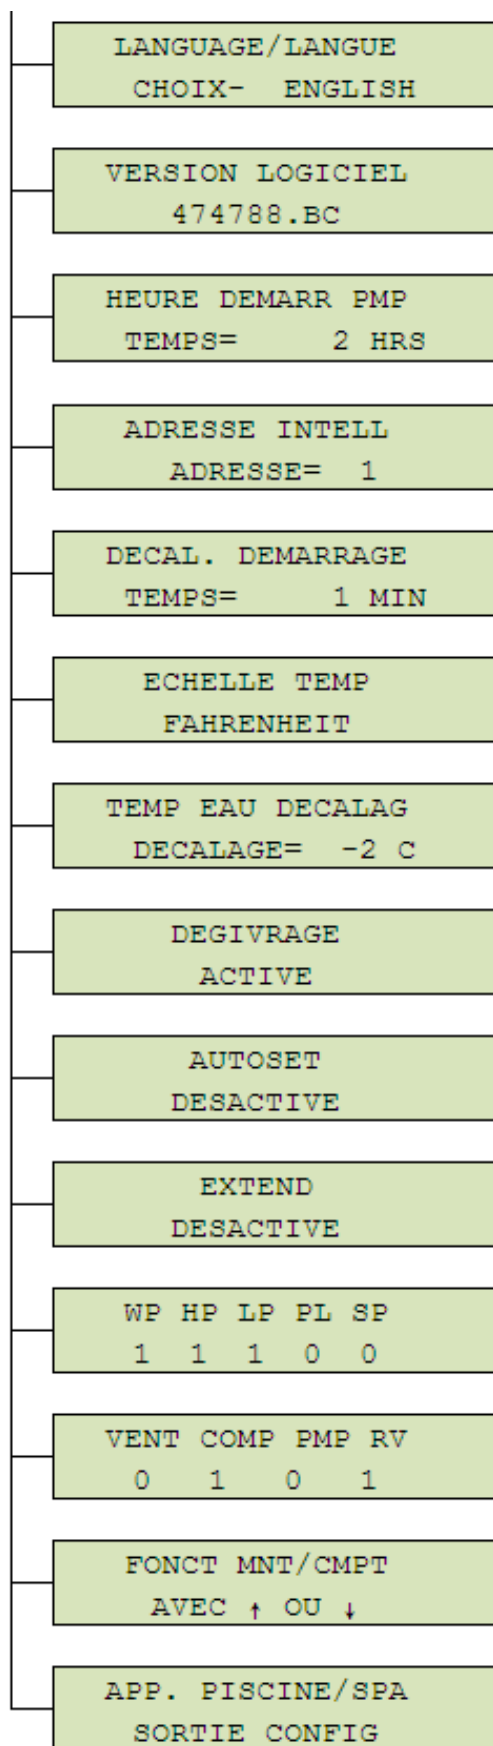 LANGUAGE/LANGUE
CHOIX- ENGLISH
VERSION LOGICIEL
474788.BC
HEURE DEMARR PMP
TEMPS= 2 HRS
ADRESSE INTELL
ADRESSE= 1
DECAL. DEMARRAGE
TEMPS= 1 MIN
ECHELLE TEMP
FAHRENHEIT
TEMP EAU DECALAG
DECALAGE= -2 C
DEGIVRAGE
ACTIVE
AUTOSET
DESACTIVE
EXTEND
DESACTIVE
WP HP LP PL SP
1 1 1 0 0
VENT COMP PMP RV
0 1 0 1
FONCT MNT/CMPT
AVEC ↑ OU ↓
APP. PISCINE/SPA
SORTIE CONFIG